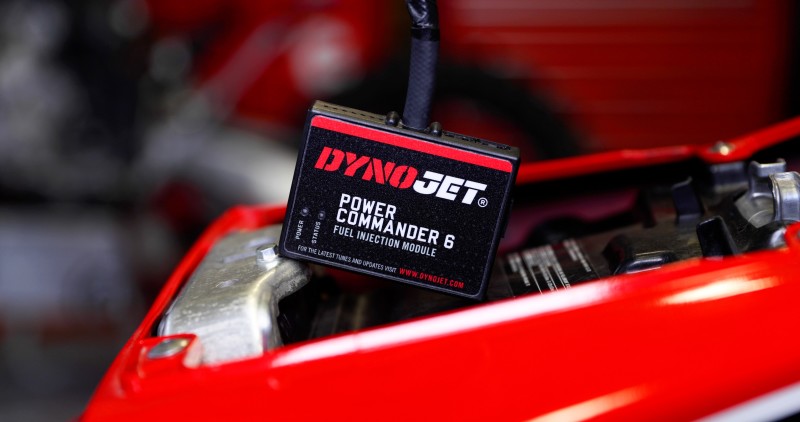 DYNOJET®
POWER
COMMANDER 6
FUEL INJECTION MODULE
POWER
STATUS
FOR THE LATEST TUNES AND UPDATES VISIT WWW.DYNOJET.COM